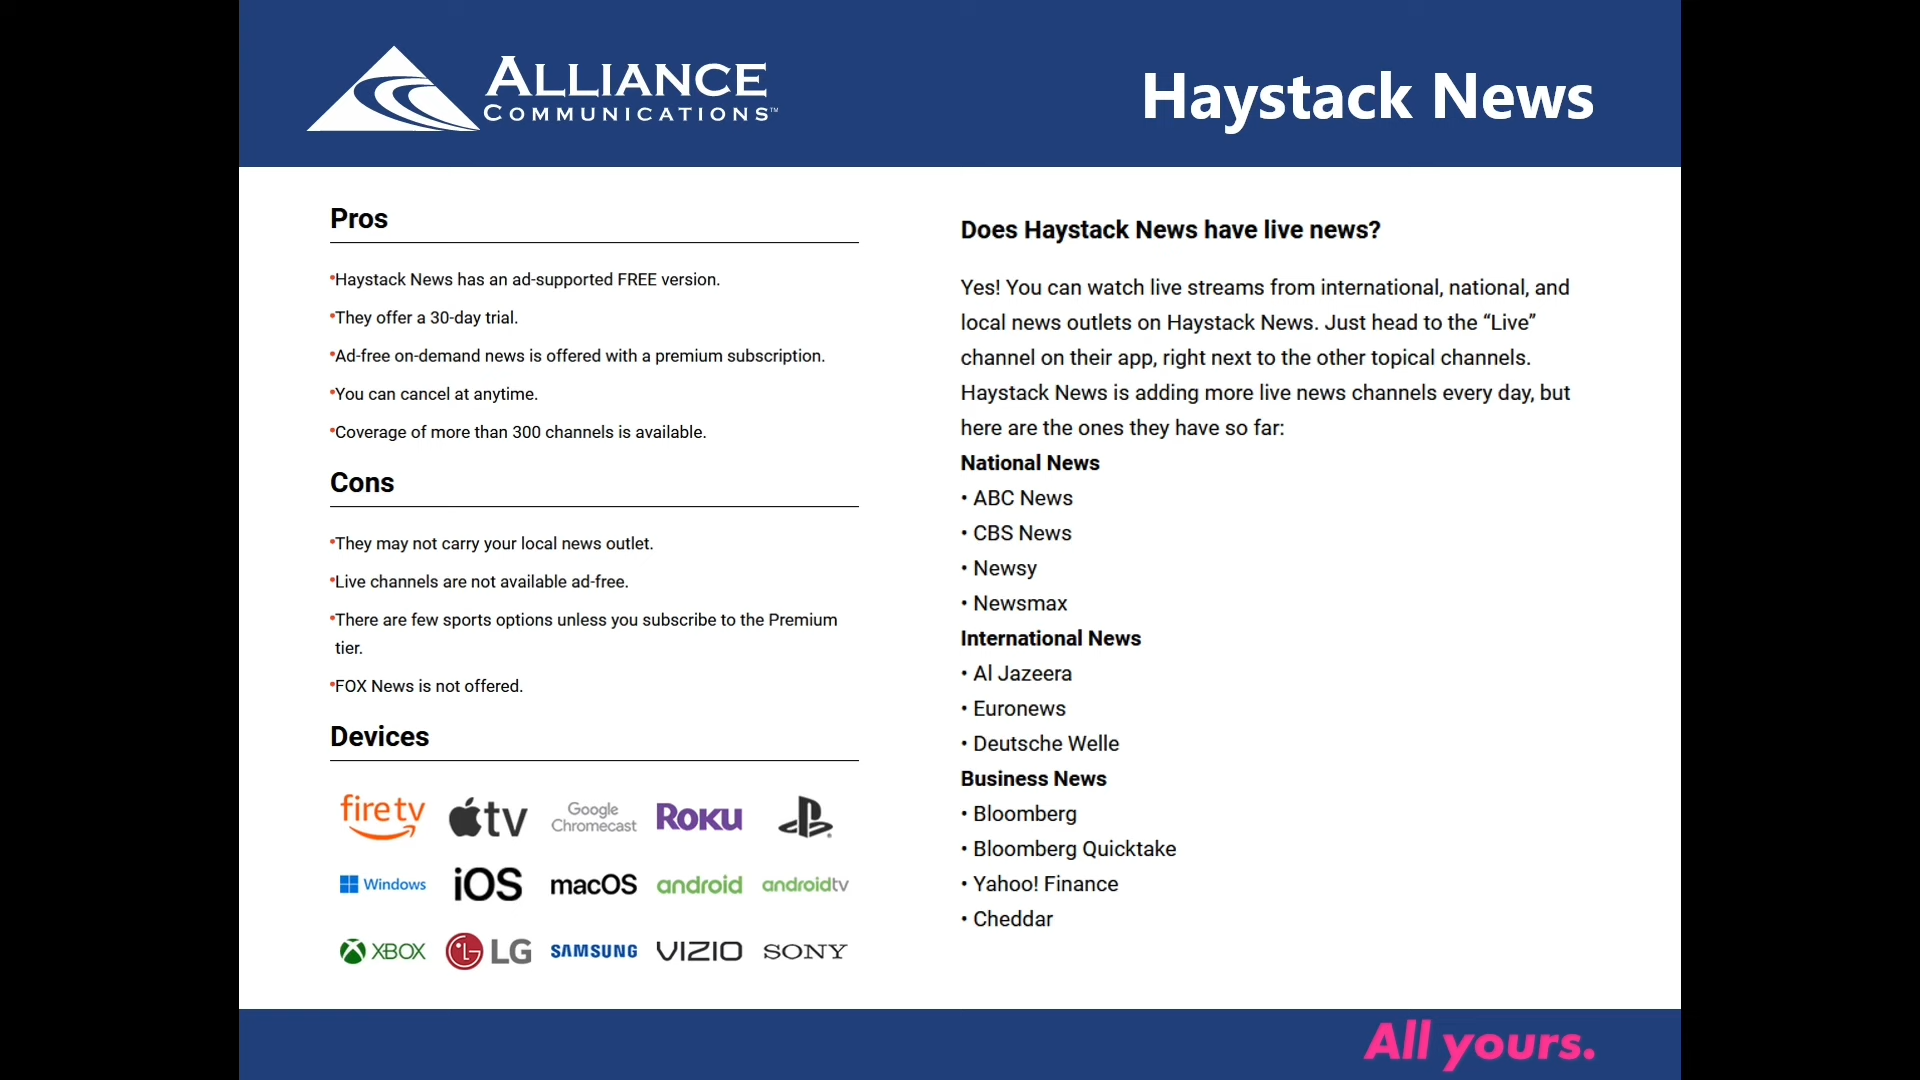 ALLIANCE
COMMUNICATIONS™
Haystack News
Pros
•Haystack News has an ad-supported FREE version.
•They offer a 30-day trial.
•Ad-free on-demand news is offered with a premium subscription.
•You can cancel at anytime.
•Coverage of more than 300 channels is available.
Cons
•They may not carry your local news outlet.
•Live channels are not available ad-free.
•There are few sports options unless you subscribe to the Premium
tier.
•FOX News is not offered.
Devices
firetv tv Google Chromecast ROKU
Windows iOS macOS android androidtv
XBOX LG SAMSUNG VIZIO SONY
Does Haystack News have live news?
Yes! You can watch live streams from international, national, and
local news outlets on Haystack News. Just head to the “Live”
channel on their app, right next to the other topical channels.
Haystack News is adding more live news channels every day, but
here are the ones they have so far:
National News
• ABC News
• CBS News
• Newsy
• Newsmax
International News
• Al Jazeera
• Euronews
• Deutsche Welle
Business News
• Bloomberg
• Bloomberg Quicktake
• Yahoo! Finance
• Cheddar
All yours.